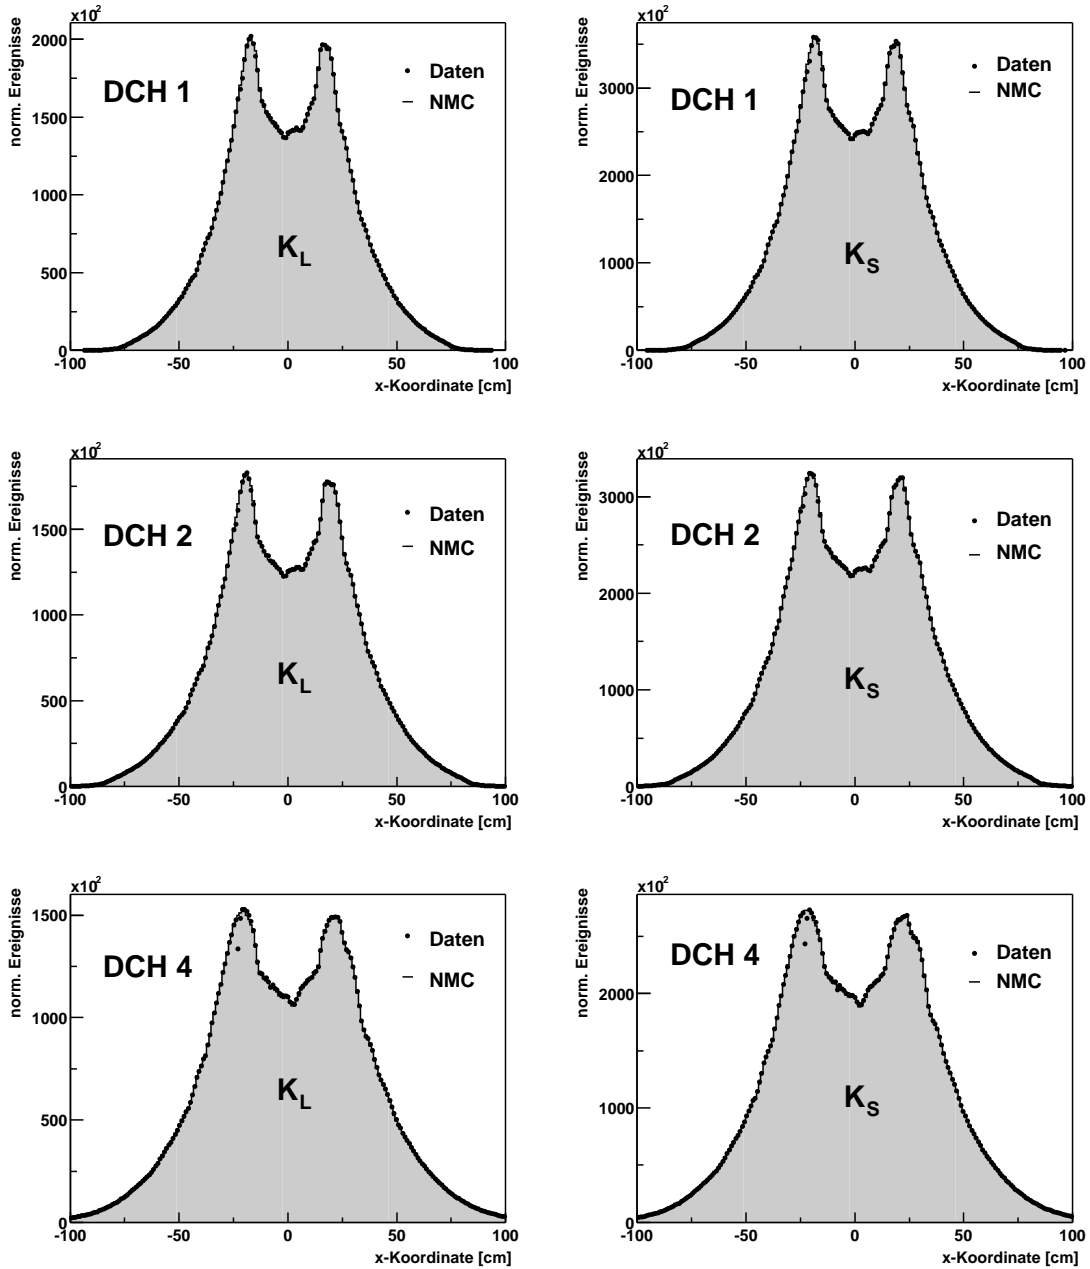 x10²
norm. Ereignisse
2000
1500
1000
500
0
DCH 1
Daten
NMC
K_L
-100 -50 0 50 100
x-Koordinate [cm]
x10²
norm. Ereignisse
3000
2000
1000
0
DCH 1
Daten
NMC
K_S
-100 -50 0 50 100
x-Koordinate [cm]
x10²
norm. Ereignisse
1500
1000
500
0
DCH 2
Daten
NMC
K_L
-100 -50 0 50 100
x-Koordinate [cm]
x10²
norm. Ereignisse
3000
2000
1000
0
DCH 2
Daten
NMC
K_S
-100 -50 0 50 100
x-Koordinate [cm]
x10²
norm. Ereignisse
1500
1000
500
0
DCH 4
Daten
NMC
K_L
-100 -50 0 50 100
x-Koordinate [cm]
x10²
norm. Ereignisse
2000
1000
0
DCH 4
Daten
NMC
K_S
-100 -50 0 50 100
x-Koordinate [cm]